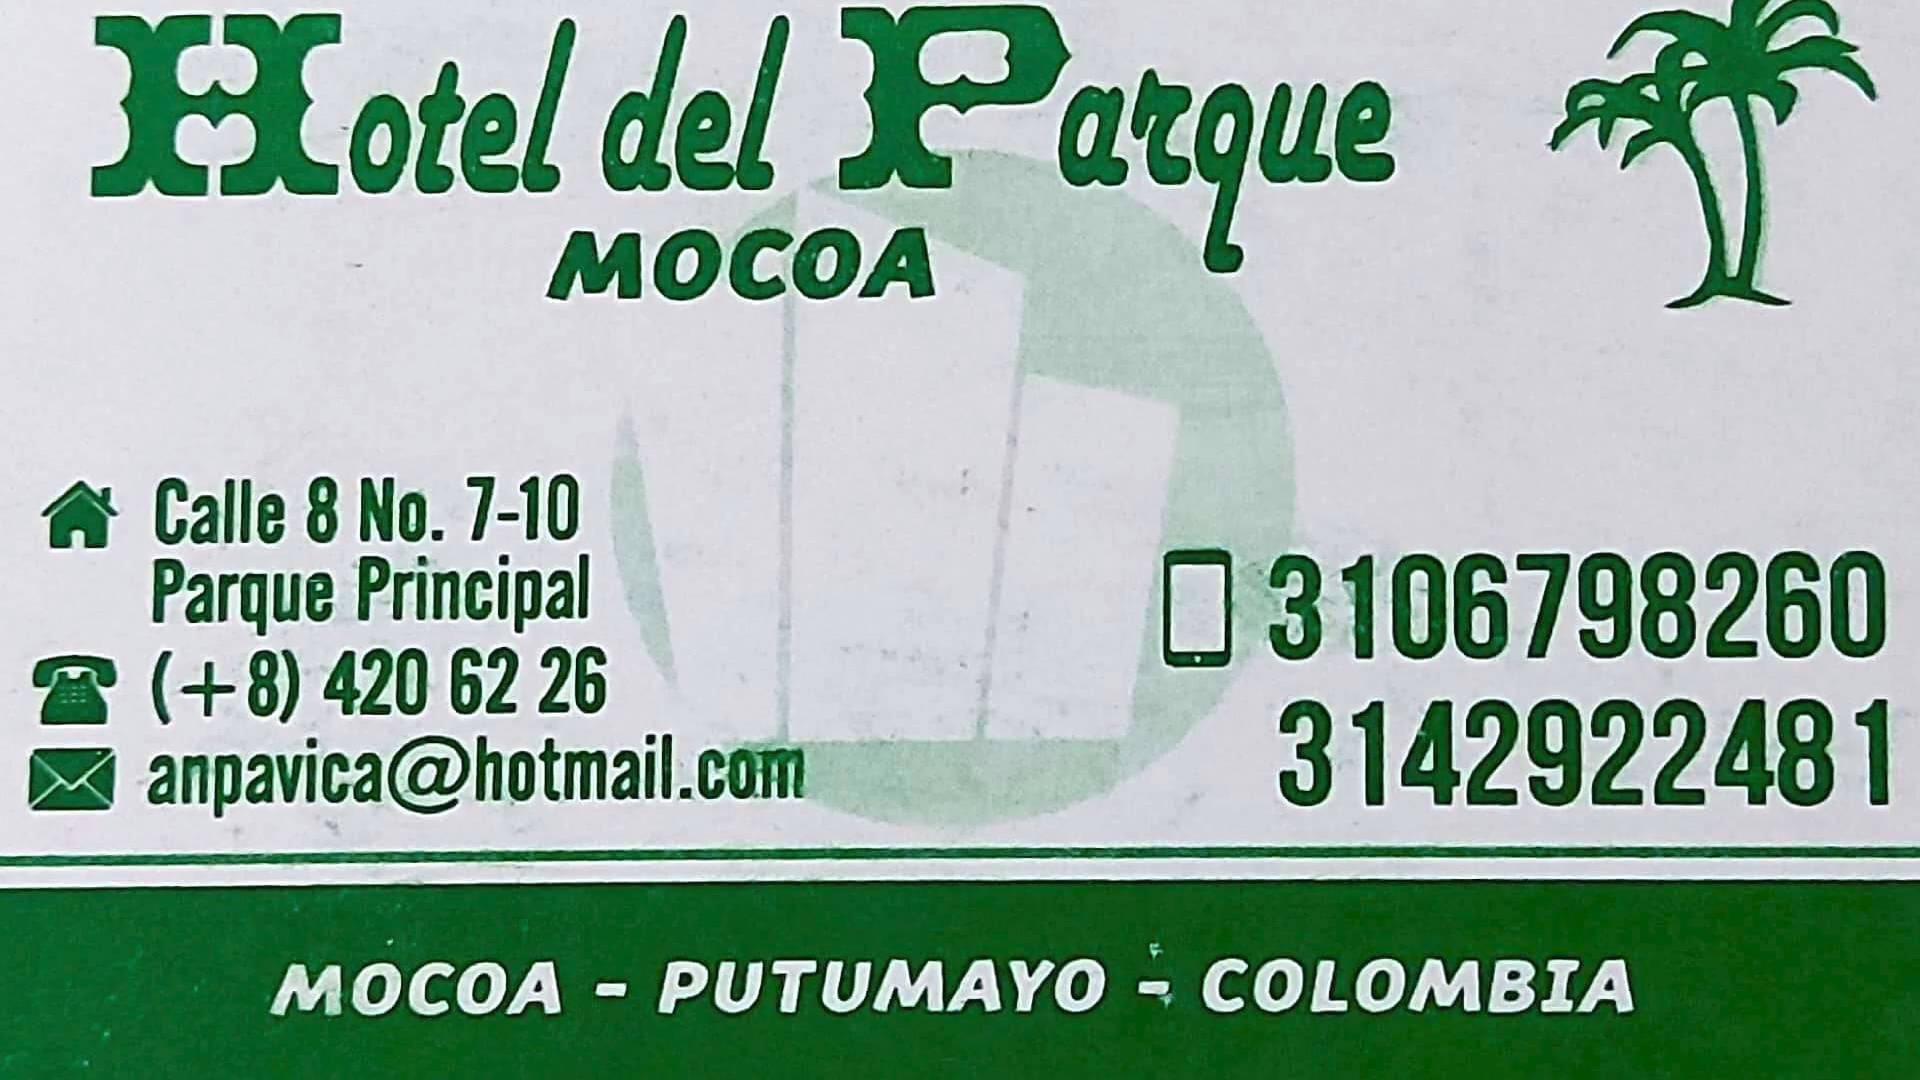 Hotel del Parque
MOCOA
Calle 8 No. 7-10
Parque Principal
(+8) 420 62 26
anpavica@hotmail.com
3106798260
3142922481
MOCOA - PUTUMAYO - COLOMBIA